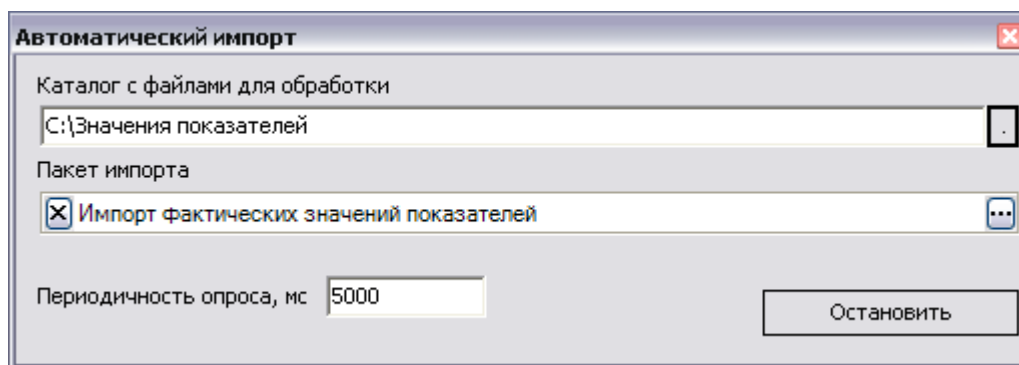 Автоматический импорт
Каталог с файлами для обработки
C:\Значения показателей
.
Пакет импорта
Импорт фактических значений показателей
...
Периодичность опроса, мс 5000
Остановить